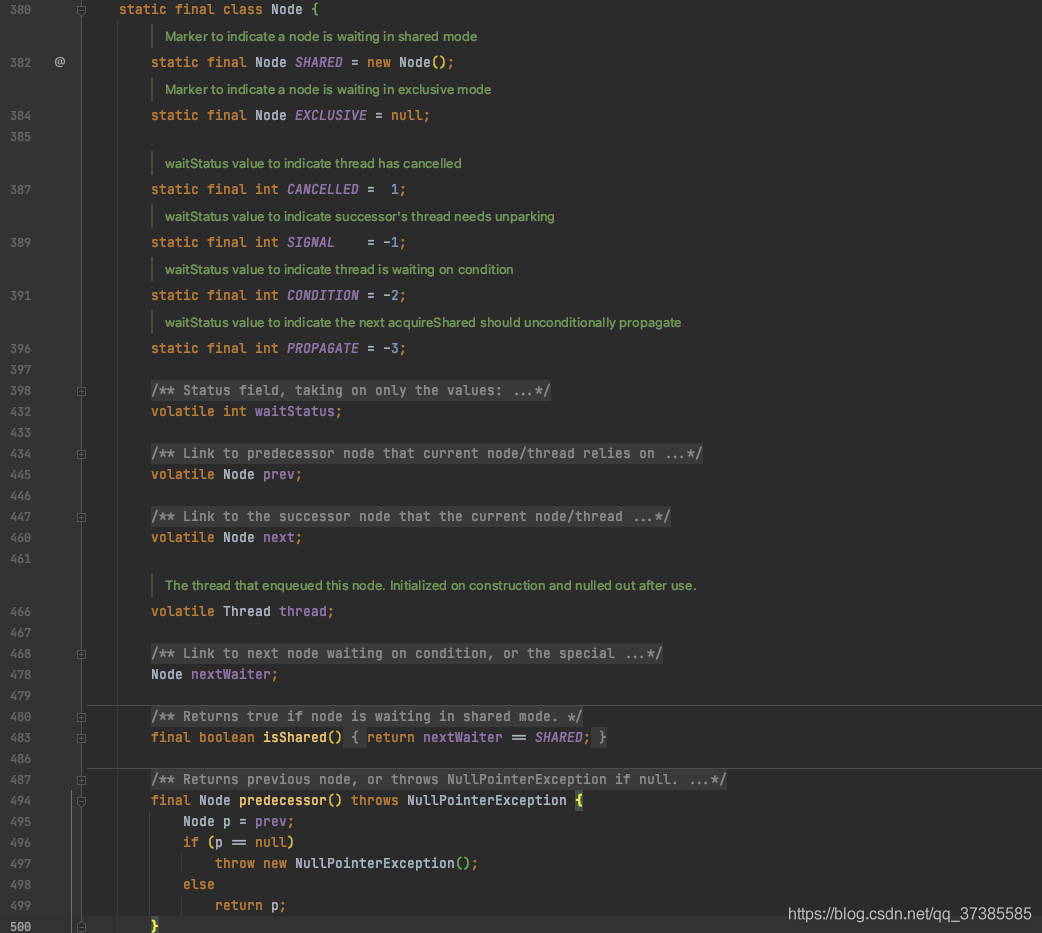 380 static final class Node {
Marker to indicate a node is waiting in shared mode
382 @ static final Node SHARED = new Node();
Marker to indicate a node is waiting in exclusive mode
384 static final Node EXCLUSIVE = null;
385
waitStatus value to indicate thread has cancelled
387 static final int CANCELLED =  1;
waitStatus value to indicate successor's thread needs unparking
389 static final int SIGNAL    = -1;
waitStatus value to indicate thread is waiting on condition
391 static final int CONDITION = -2;
waitStatus value to indicate the next acquireShared should unconditionally propagate
396 static final int PROPAGATE = -3;
397
398 /** Status field, taking on only the values: ...*/
432 volatile int waitStatus;
433
434 /** Link to predecessor node that current node/thread relies on ...*/
445 volatile Node prev;
446
447 /** Link to the successor node that the current node/thread ...*/
460 volatile Node next;
461
The thread that enqueued this node. Initialized on construction and nulled out after use.
466 volatile Thread thread;
467
468 /** Link to next node waiting on condition, or the special ...*/
478 Node nextWaiter;
479
480 /** Returns true if node is waiting in shared mode. */
483 final boolean isShared() { return nextWaiter == SHARED; }
486
487 /** Returns previous node, or throws NullPointerException if null. ...*/
494 final Node predecessor() throws NullPointerException {
495 Node p = prev;
496 if (p == null)
497 throw new NullPointerException();
498 else
499 return p;
500 }
https://blog.csdn.net/qq_37385585